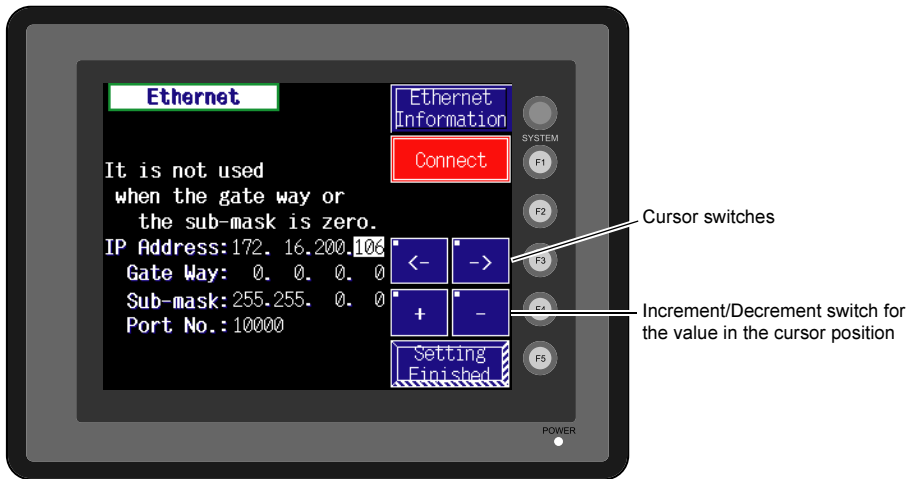 Ethernet
Ethernet
Information
SYSTEM
Connect
F1
It is not used
when the gate way or
the sub-mask is zero.
F2
Cursor switches
IP Address:172. 16.200.106
<- ->
F3
Gate Way: 0. 0. 0. 0
Sub-mask:255.255. 0. 0
+ -
F4
Increment/Decrement switch for
the value in the cursor position
Port No.:10000
Setting
Finished
F5
POWER